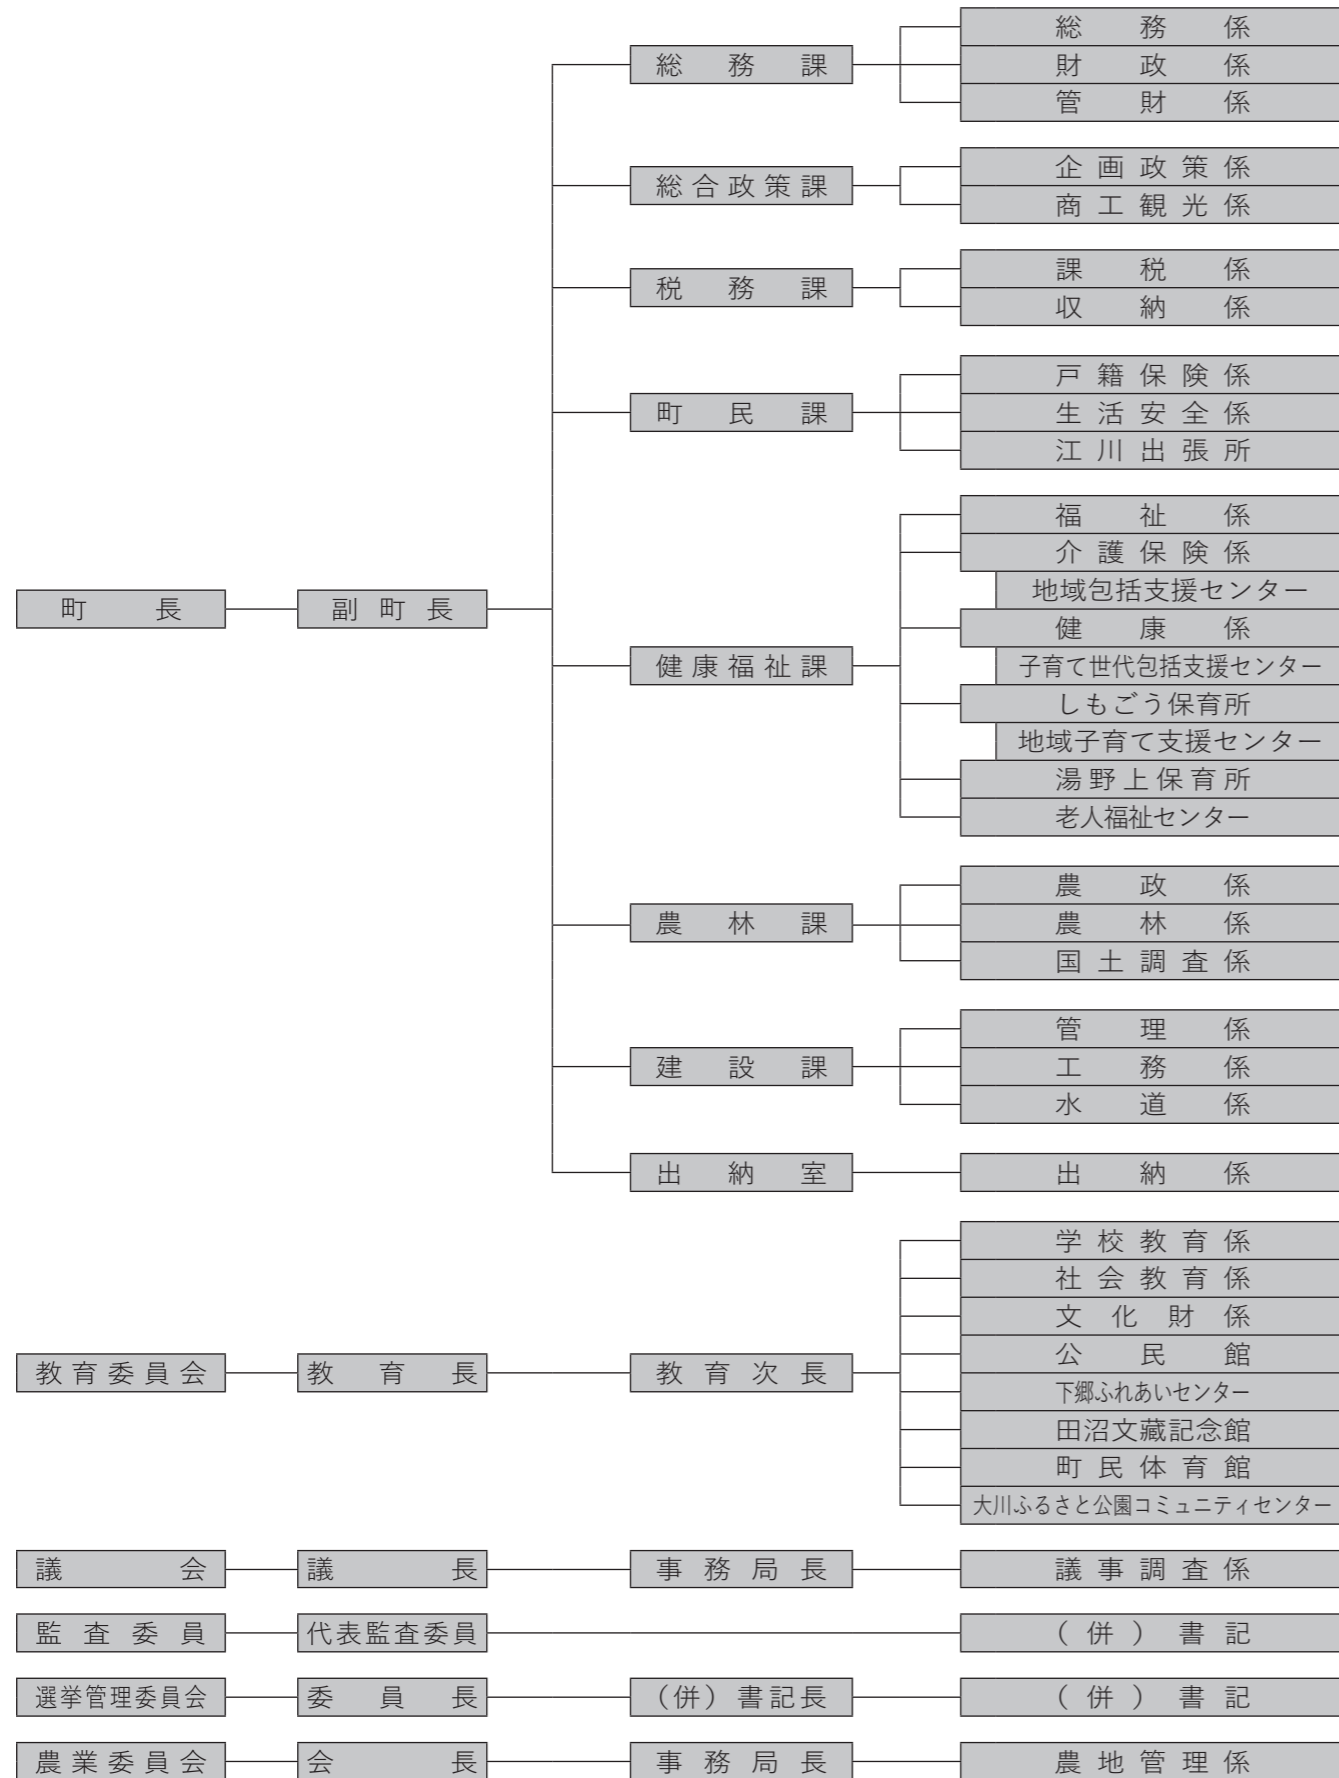 総務係
総務課
財政係
管財係
企画政策係
総合政策課
商工観光係
課税係
税務課
収納係
戸籍保険係
町民課
生活安全係
江川出張所
福祉係
介護保険係
地域包括支援センター
町長
副町長
健康係
健康福祉課
子育て世代包括支援センター
しもごう保育所
地域子育て支援センター
湯野上保育所
老人福祉センター
農政係
農林課
農林係
国土調査係
管理係
建設課
工務係
水道係
出納室
出納係
学校教育係
社会教育係
文化財係
教育委員会
教育長
教育次長
公民館
下郷ふれあいセンター
田沼文藏記念館
町民体育館
大川ふるさと公園コミュニティセンター
議会
議長
事務局長
議事調査係
監査委員
代表監査委員
（併）書記
選挙管理委員会
委員長
（併）書記長
（併）書記
農業委員会
会長
事務局長
農地管理係